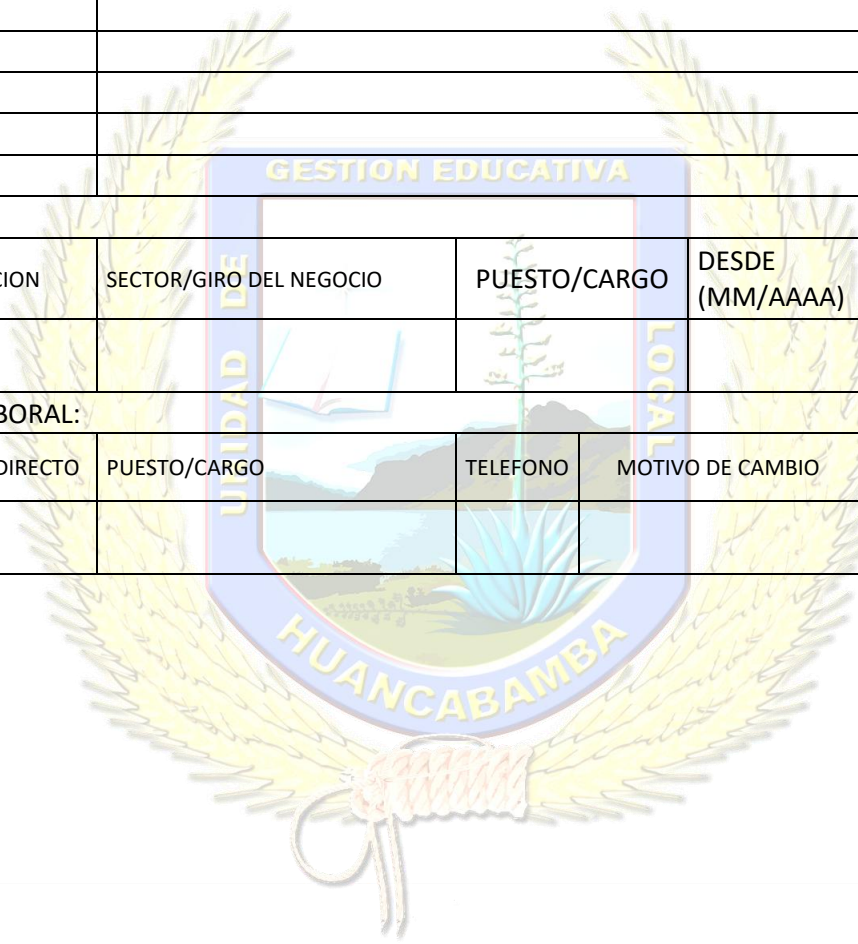 GESTION EDUCATIVA
UNIDAD DE
LOCAL
CION SECTOR/GIRO DEL NEGOCIO PUESTO/CARGO DESDE
(MM/AAAA)
BORAL:
DIRECTO PUESTO/CARGO TELEFONO MOTIVO DE CAMBIO
HUANCABAMBA